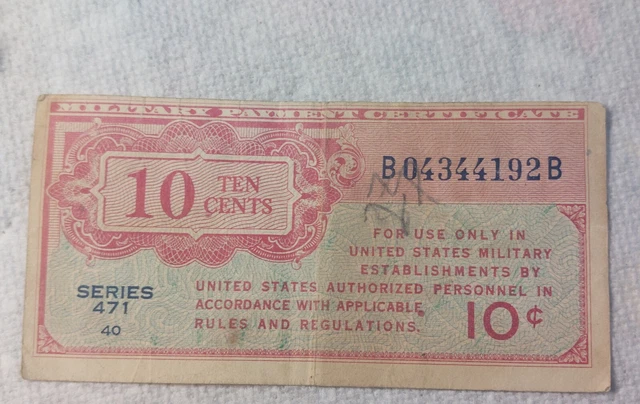 MILITARY PAYMENT CERTIFICATE
10 TEN CENTS
B04344192B
FOR USE ONLY IN
UNITED STATES MILITARY
ESTABLISHMENTS BY
UNITED STATES AUTHORIZED PERSONNEL IN
ACCORDANCE WITH APPLICABLE
RULES AND REGULATIONS.
SERIES
471
40
10¢